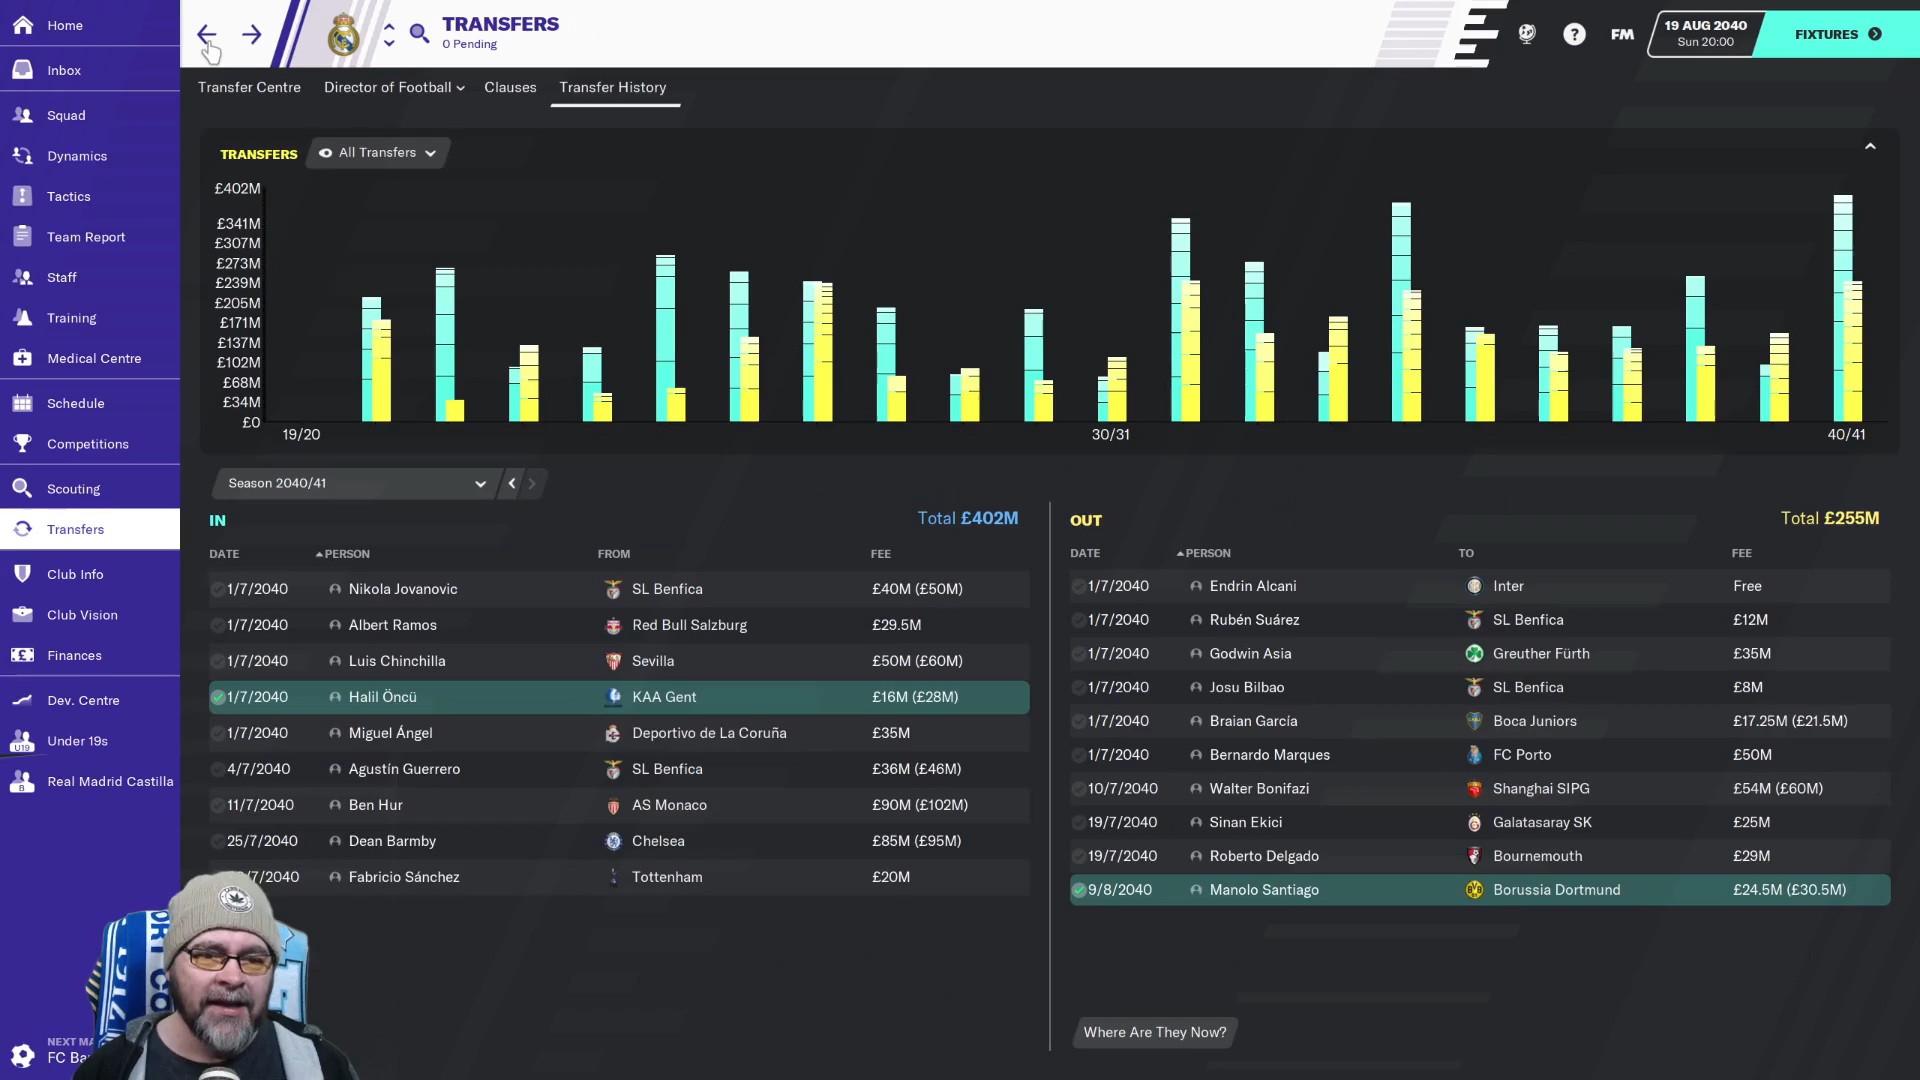 Home
Inbox
Squad
Dynamics
Tactics
Team Report
Staff
Training
Medical Centre
Schedule
Competitions
Scouting
Transfers
Club Info
Club Vision
Finances
Dev. Centre
U19
Under 19s
B
Real Madrid Castilla
NEXT MA
FC Ba
TRANSFERS
0 Pending
FM
19 AUG 2040
Sun 20:00
FIXTURES
Transfer Centre Director of Football Clauses Transfer History
TRANSFERS All Transfers
£402M
£341M
£307M
£273M
£239M
£205M
£171M
£137M
£102M
£68M
£34M
£0
19/20 30/31 40/41
Season 2040/41
IN Total £402M
DATE PERSON FROM FEE
1/7/2040 Nikola Jovanovic SL Benfica £40M (£50M)
1/7/2040 Albert Ramos Red Bull Salzburg £29.5M
1/7/2040 Luis Chinchilla Sevilla £50M (£60M)
1/7/2040 Halil Öncü KAA Gent £16M (£28M)
1/7/2040 Miguel Ángel Deportivo de La Coruña £35M
4/7/2040 Agustín Guerrero SL Benfica £36M (£46M)
11/7/2040 Ben Hur AS Monaco £90M (£102M)
25/7/2040 Dean Barmby Chelsea £85M (£95M)
/7/2040 Fabricio Sánchez Tottenham £20M
OUT Total £255M
DATE PERSON TO FEE
1/7/2040 Endrin Alcani Inter Free
1/7/2040 Rubén Suárez SL Benfica £12M
1/7/2040 Godwin Asia Greuther Fürth £35M
1/7/2040 Josu Bilbao SL Benfica £8M
1/7/2040 Braian García Boca Juniors £17.25M (£21.5M)
1/7/2040 Bernardo Marques FC Porto £50M
10/7/2040 Walter Bonifazi Shanghai SIPG £54M (£60M)
19/7/2040 Sinan Ekici Galatasaray SK £25M
19/7/2040 Roberto Delgado Bournemouth £29M
9/8/2040 Manolo Santiago Borussia Dortmund £24.5M (£30.5M)
Where Are They Now?